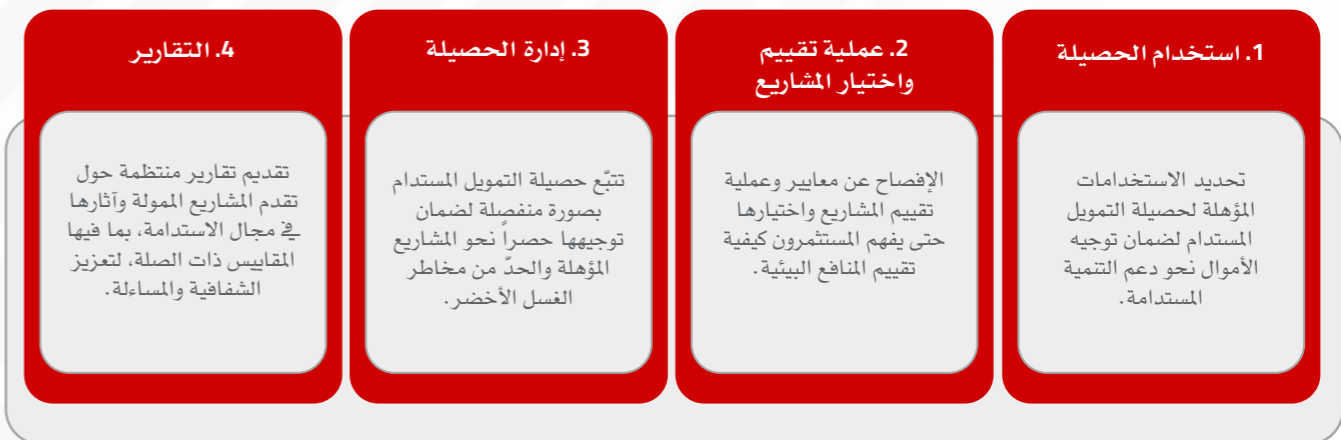 1. استخدام الحصيلة
تحديد الاستخدامات
المؤهلة لحصيلة التمويل
المستدام لضمان توجيه
الأموال نحو دعم التنمية
المستدامة.
2. عملية تقييم
واختيار المشاريع
الإفصاح عن معايير وعملية
تقييم المشاريع واختيارها
حتى يفهم المستثمرون كيفية
تقييم المنافع البيئية.
3. إدارة الحصيلة
تتبّع حصيلة التمويل المستدام
بصورة منفصلة لضمان
توجيهها حصراً نحو المشاريع
المؤهلة والحدّ من مخاطر
الغسل الأخضر.
4. التقارير
تقديم تقارير منتظمة حول
تقدم المشاريع الممولة وآثارها
في مجال الاستدامة، بما فيها
المقاييس ذات الصلة، لتعزيز
الشفافية والمساءلة.